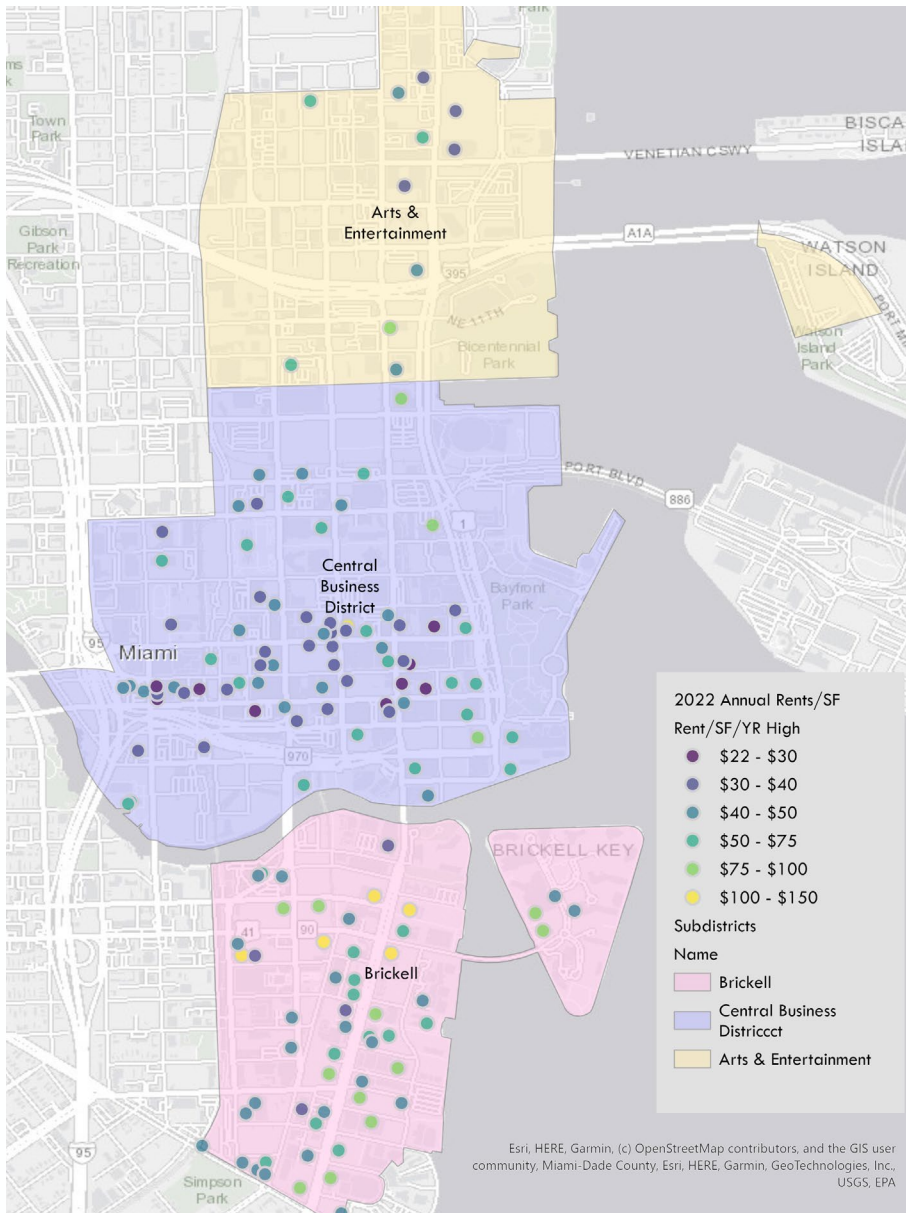 Park
Park
ms
k
Town
Park
BISCA
ISLA
VENETIAN CSWY
Arts &
Entertainment
A1A
Gibson
Park
Recreation
WATSON
ISLAND
395
NE 11TH
Bicentennial
Park
Watson
Island
Park
PORT M
PORT BLVD
886
1
Central
Business
District
Bayfront
Park
95
Miami
970
2022 Annual Rents/SF
Rent/SF/YR High
$22 - $30
$30 - $40
$40 - $50
$50 - $75
$75 - $100
$100 - $150
Subdistricts
Name
Brickell
Central Business
Districcct
Arts & Entertainment
BRICKELL KEY
41
90
Brickell
95
Simpson
Park
Esri, HERE, Garmin, (c) OpenStreetMap contributors, and the GIS user
community, Miami-Dade County, Esri, HERE, Garmin, GeoTechnologies, Inc.,
USGS, EPA